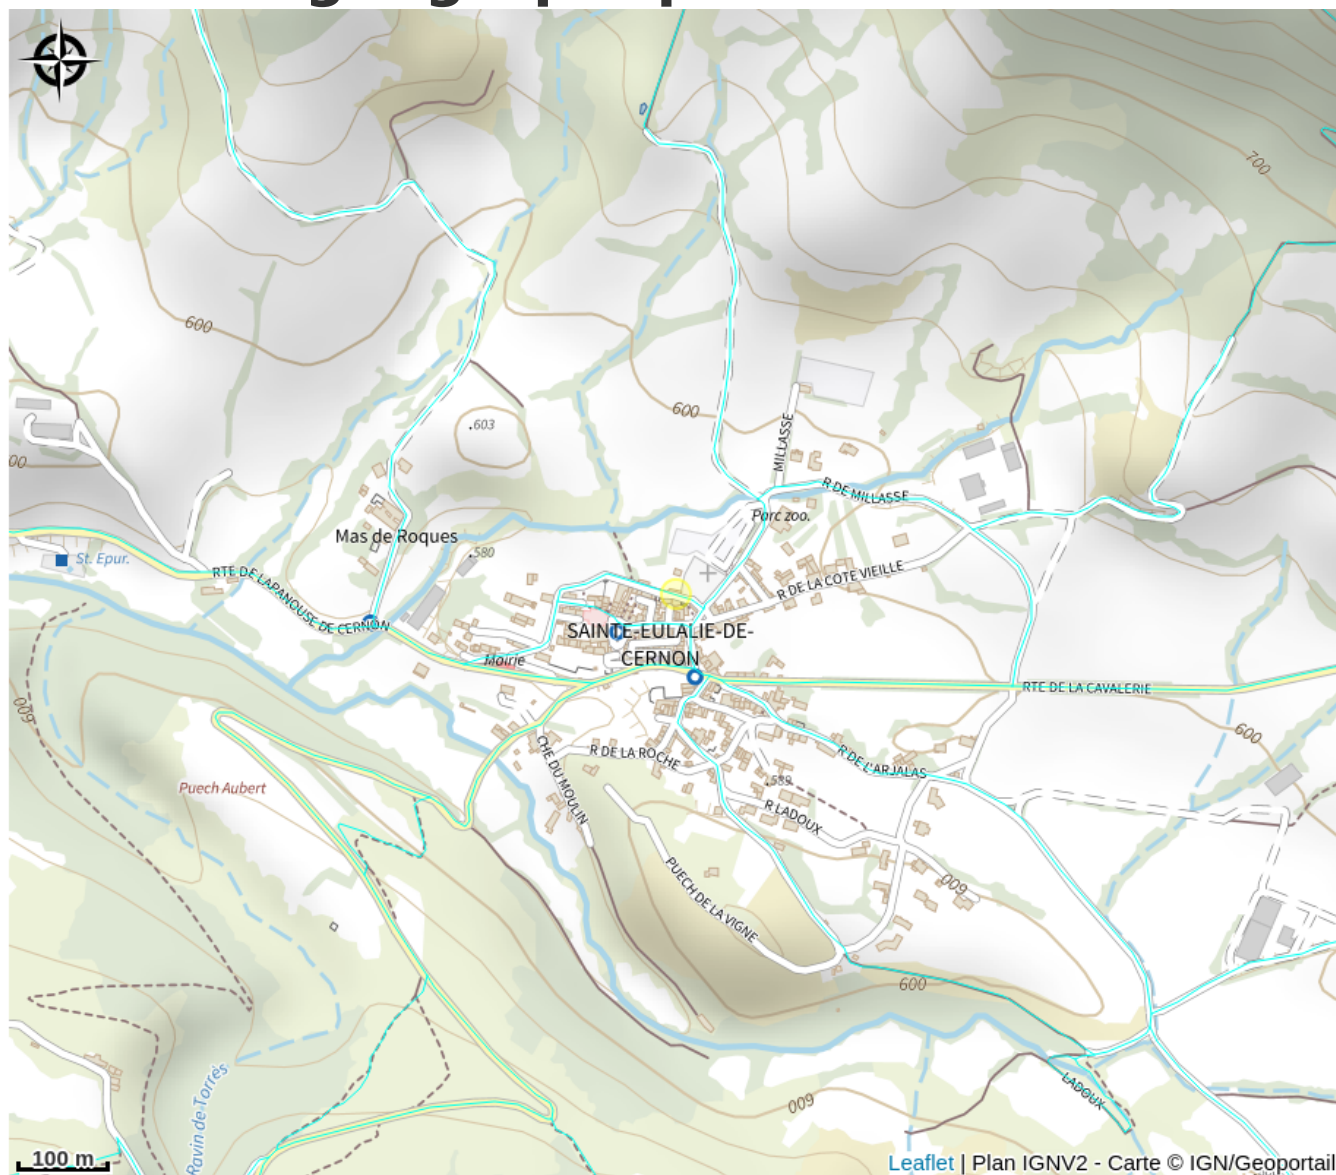 700
600
600
.603
00
MILLASSE
R DE MILLASSE
Parc zoo.
Mas de Roques
.580
St. Epur.
RTE DE LAPANOUSE DE CERNON
R DE LA COTE VIEILLE
SAINTE-EULALIE-DE-
CERNON
Mairie
RTE DE LA CAVALERIE
600
600
CHE DU MOULIN
R DE LA ROCHE
R DE L'ARJALAS
.589
Puech Aubert
R LADOUX
PUECH DE LA VIGNE
600
600
LADOUX
600
Ravin de Torrés
100 m
Leaflet | Plan IGNV2 - Carte © IGN/Geoportail